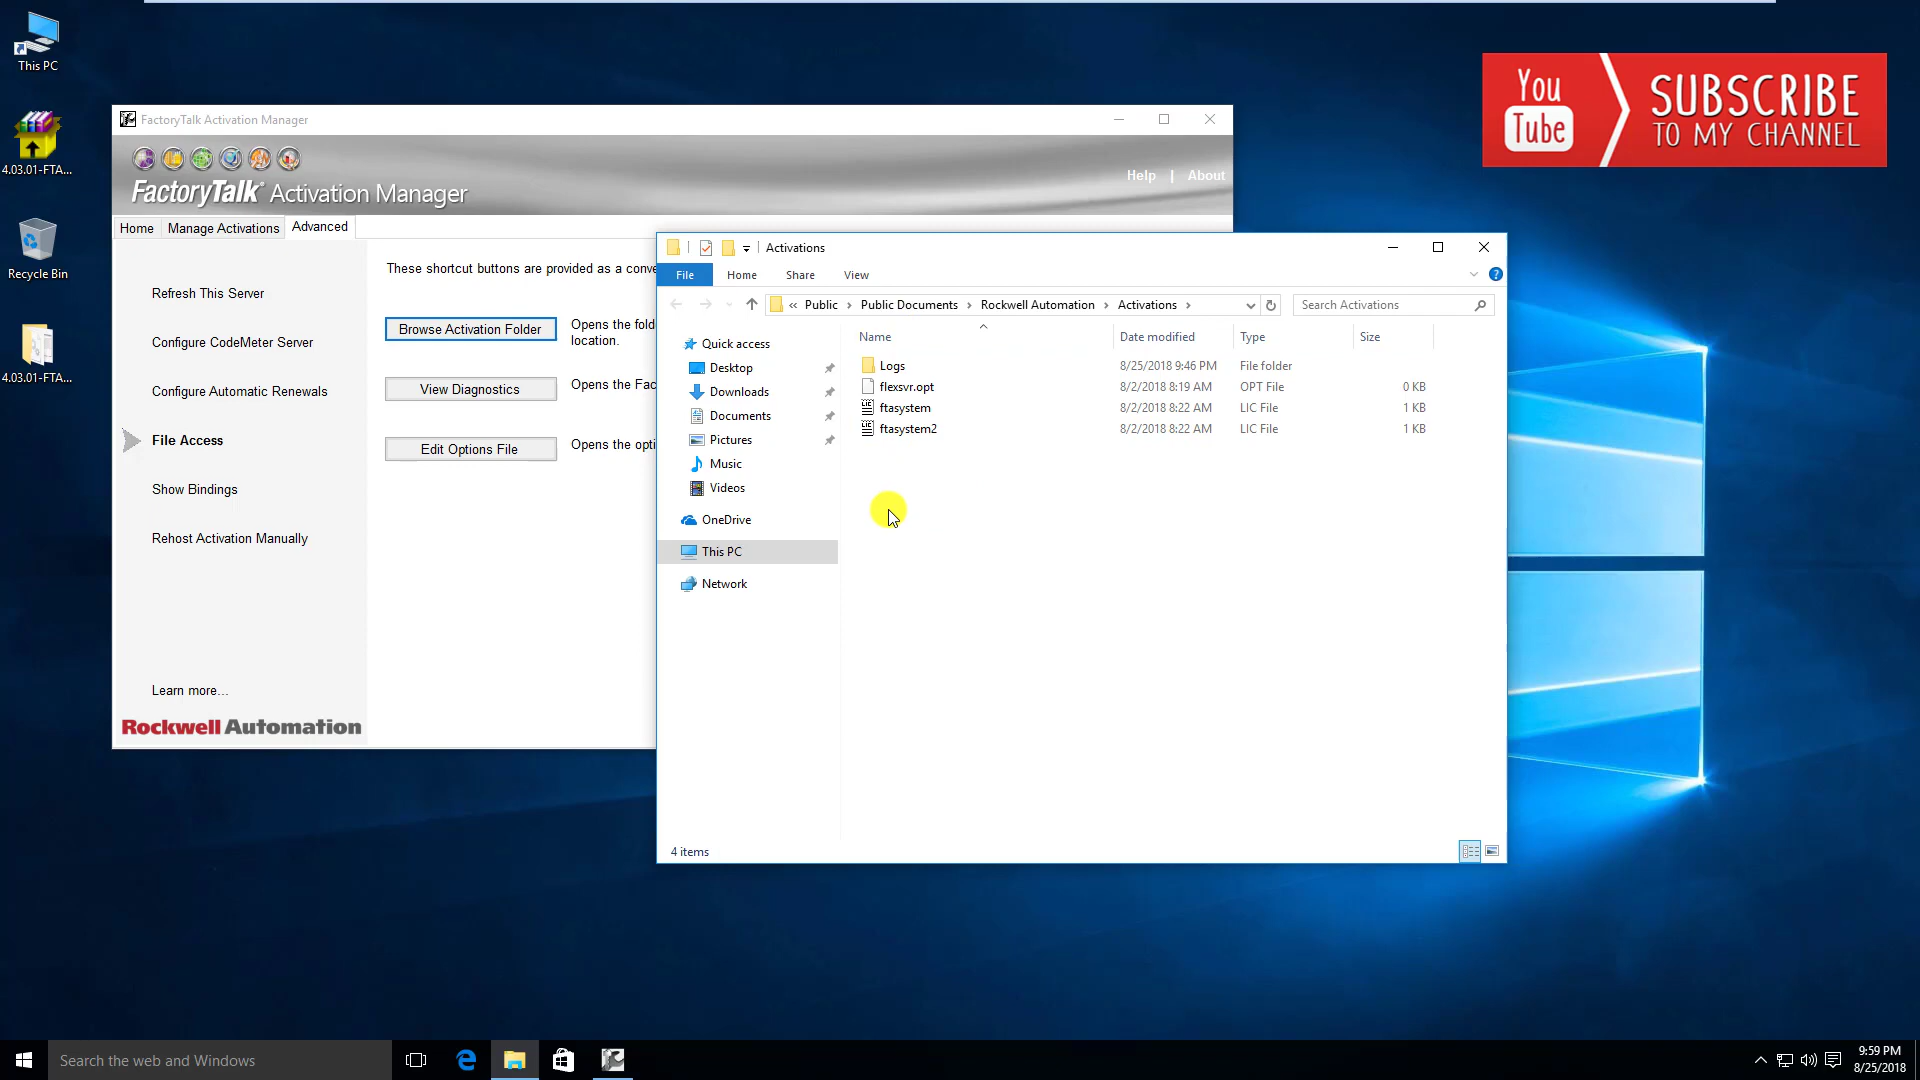 This PC
4.03.01-FTA...
Recycle Bin
4.03.01-FTA...
You
Tube
SUBSCRIBE
TO MY CHANNEL
FactoryTalk Activation Manager
FactoryTalk® Activation Manager
Help | About
Home
Manage Activations
Advanced
Refresh This Server
Configure CodeMeter Server
Configure Automatic Renewals
File Access
Show Bindings
Rehost Activation Manually
Learn more...
Rockwell Automation
These shortcut buttons are provided as a conve
Browse Activation Folder
Opens the fold
location.
View Diagnostics
Opens the Fac
Edit Options File
Opens the opti
Activations
File
Home
Share
View
« Public > Public Documents > Rockwell Automation > Activations >
Search Activations
Quick access
Desktop
Downloads
Documents
Pictures
Music
Videos
OneDrive
This PC
Network
Name Date modified Type Size
Logs 8/25/2018 9:46 PM File folder
flexsvr.opt 8/2/2018 8:19 AM OPT File 0 KB
ftasystem 8/2/2018 8:22 AM LIC File 1 KB
ftasystem2 8/2/2018 8:22 AM LIC File 1 KB
4 items
Search the web and Windows
9:59 PM
8/25/2018